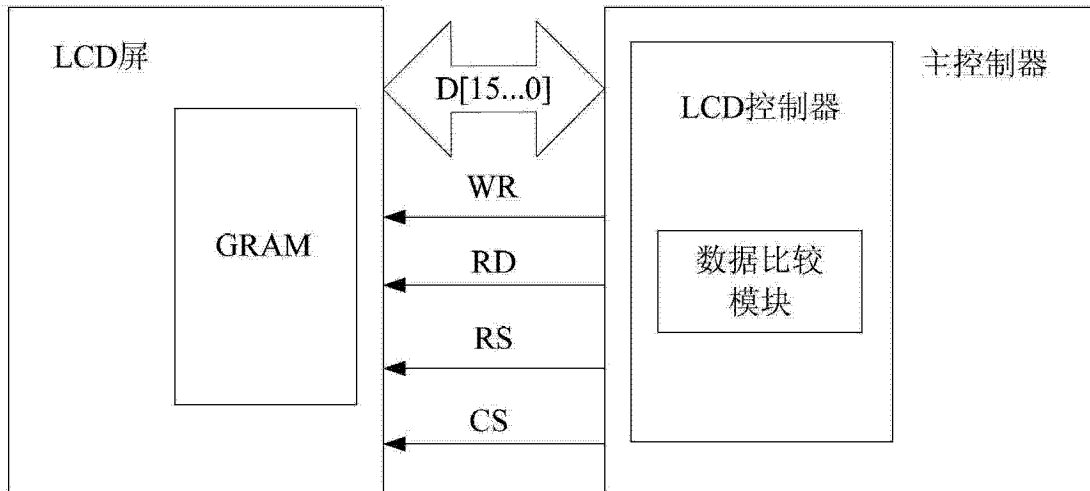 LCD屏
GRAM
D[15...0]
WR
RD
RS
CS
主控制器
LCD控制器
数据比较
模块